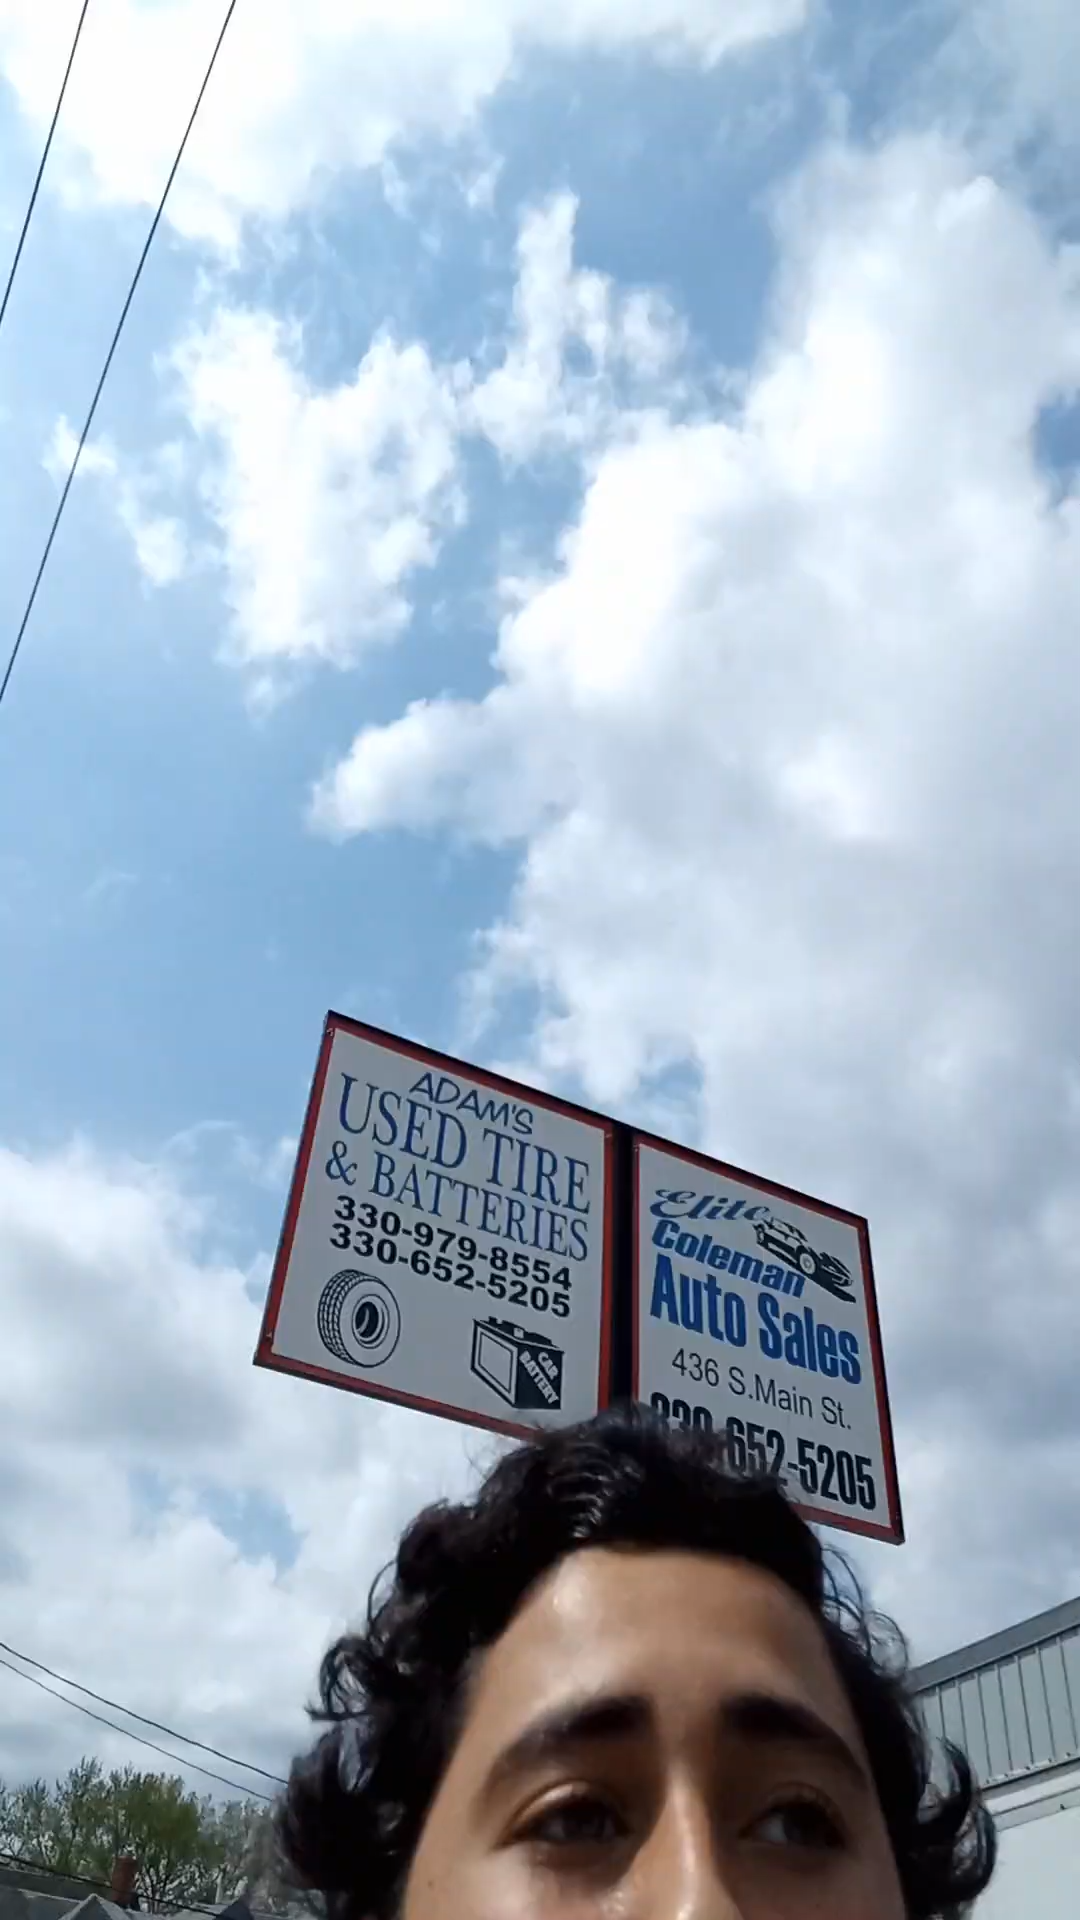 ADAM'S
USED TIRE
& BATTERIES
330-979-8554
330-652-5205
CAR
BATTERY
Elite
Coleman
Auto Sales
436 S.Main St.
330-652-5205